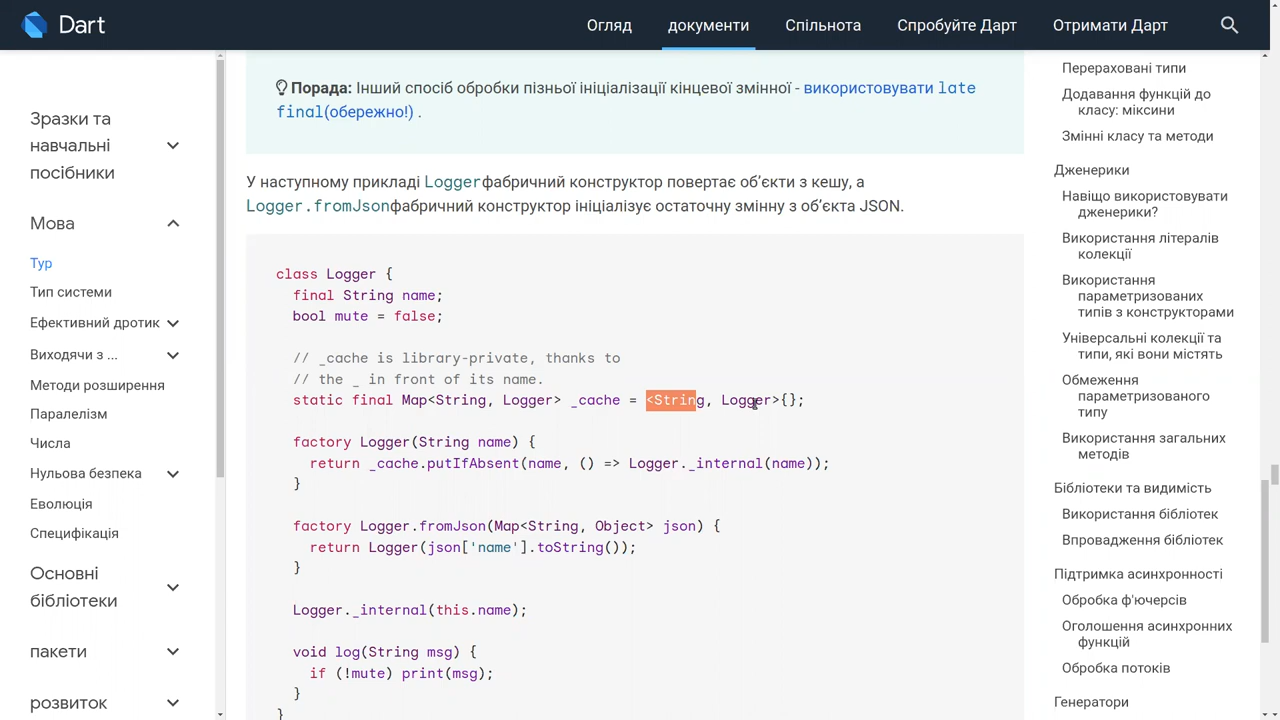 Dart
Огляд
документи
Спільнота
Спробуйте Дарт
Отримати Дарт
Зразки та
навчальні
посібники
Мова
Тур
Тип системи
Ефективний дротик
Виходячи з ...
Методи розширення
Паралелізм
Числа
Нульова безпека
Еволюція
Специфікація
Основні
бібліотеки
пакети
розвиток
Порада: Інший спосіб обробки пізньої ініціалізації кінцевої змінної - використовувати late
final(обережно!) .
У наступному прикладі Loggerфабричний конструктор повертає об’єкти з кешу, а
Logger.fromJsonфабричний конструктор ініціалізує остаточну змінну з об’єкта JSON.
class Logger {
final String name;
bool mute = false;
// _cache is library-private, thanks to
// the _ in front of its name.
static final Map<String, Logger> _cache = <String, Logger>{};
factory Logger(String name) {
return _cache.putIfAbsent(name, () => Logger._internal(name));
}
factory Logger.fromJson(Map<String, Object> json) {
return Logger(json['name'].toString());
}
Logger._internal(this.name);
void log(String msg) {
if (!mute) print(msg);
}
}
Перераховані типи
Додавання функцій до
класу: міксини
Змінні класу та методи
Дженерики
Навіщо використовувати
дженерики?
Використання літералів
колекції
Використання
параметризованих
типів з конструкторами
Універсальні колекції та
типи, які вони містять
Обмеження
параметризованого
типу
Використання загальних
методів
Бібліотеки та видимість
Використання бібліотек
Впровадження бібліотек
Підтримка асинхронності
Обробка ф'ючерсів
Оголошення асинхронних
функцій
Обробка потоків
Генератори